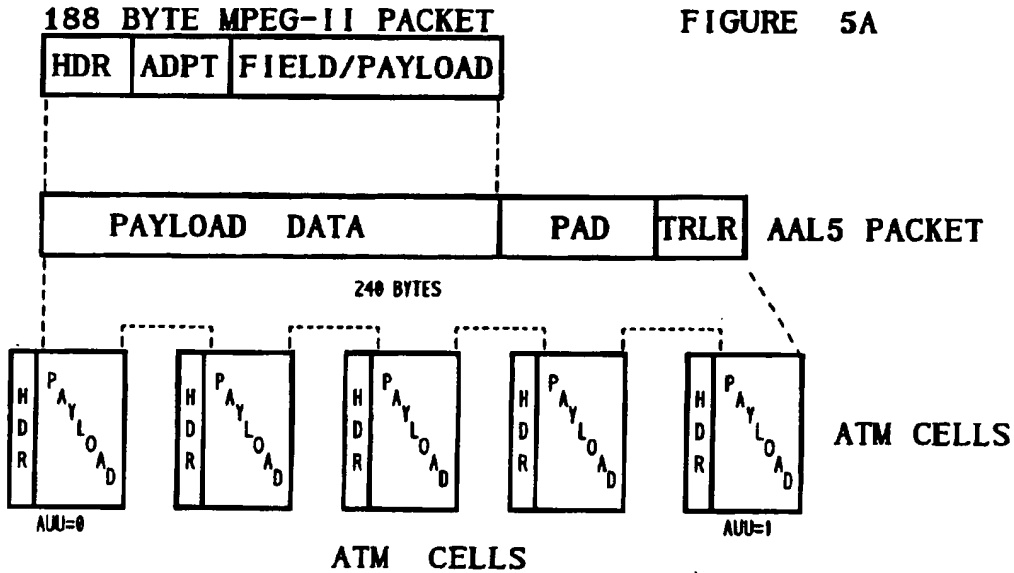 188 BYTE MPEG-II PACKET
FIGURE 5A
HDR ADPT FIELD/PAYLOAD
PAYLOAD DATA PAD TRLR AAL5 PACKET
240 BYTES
HDR PAYLOAD HDR PAYLOAD HDR PAYLOAD HDR PAYLOAD HDR PAYLOAD
ATM CELLS
AUU=0 AUU=1
ATM CELLS